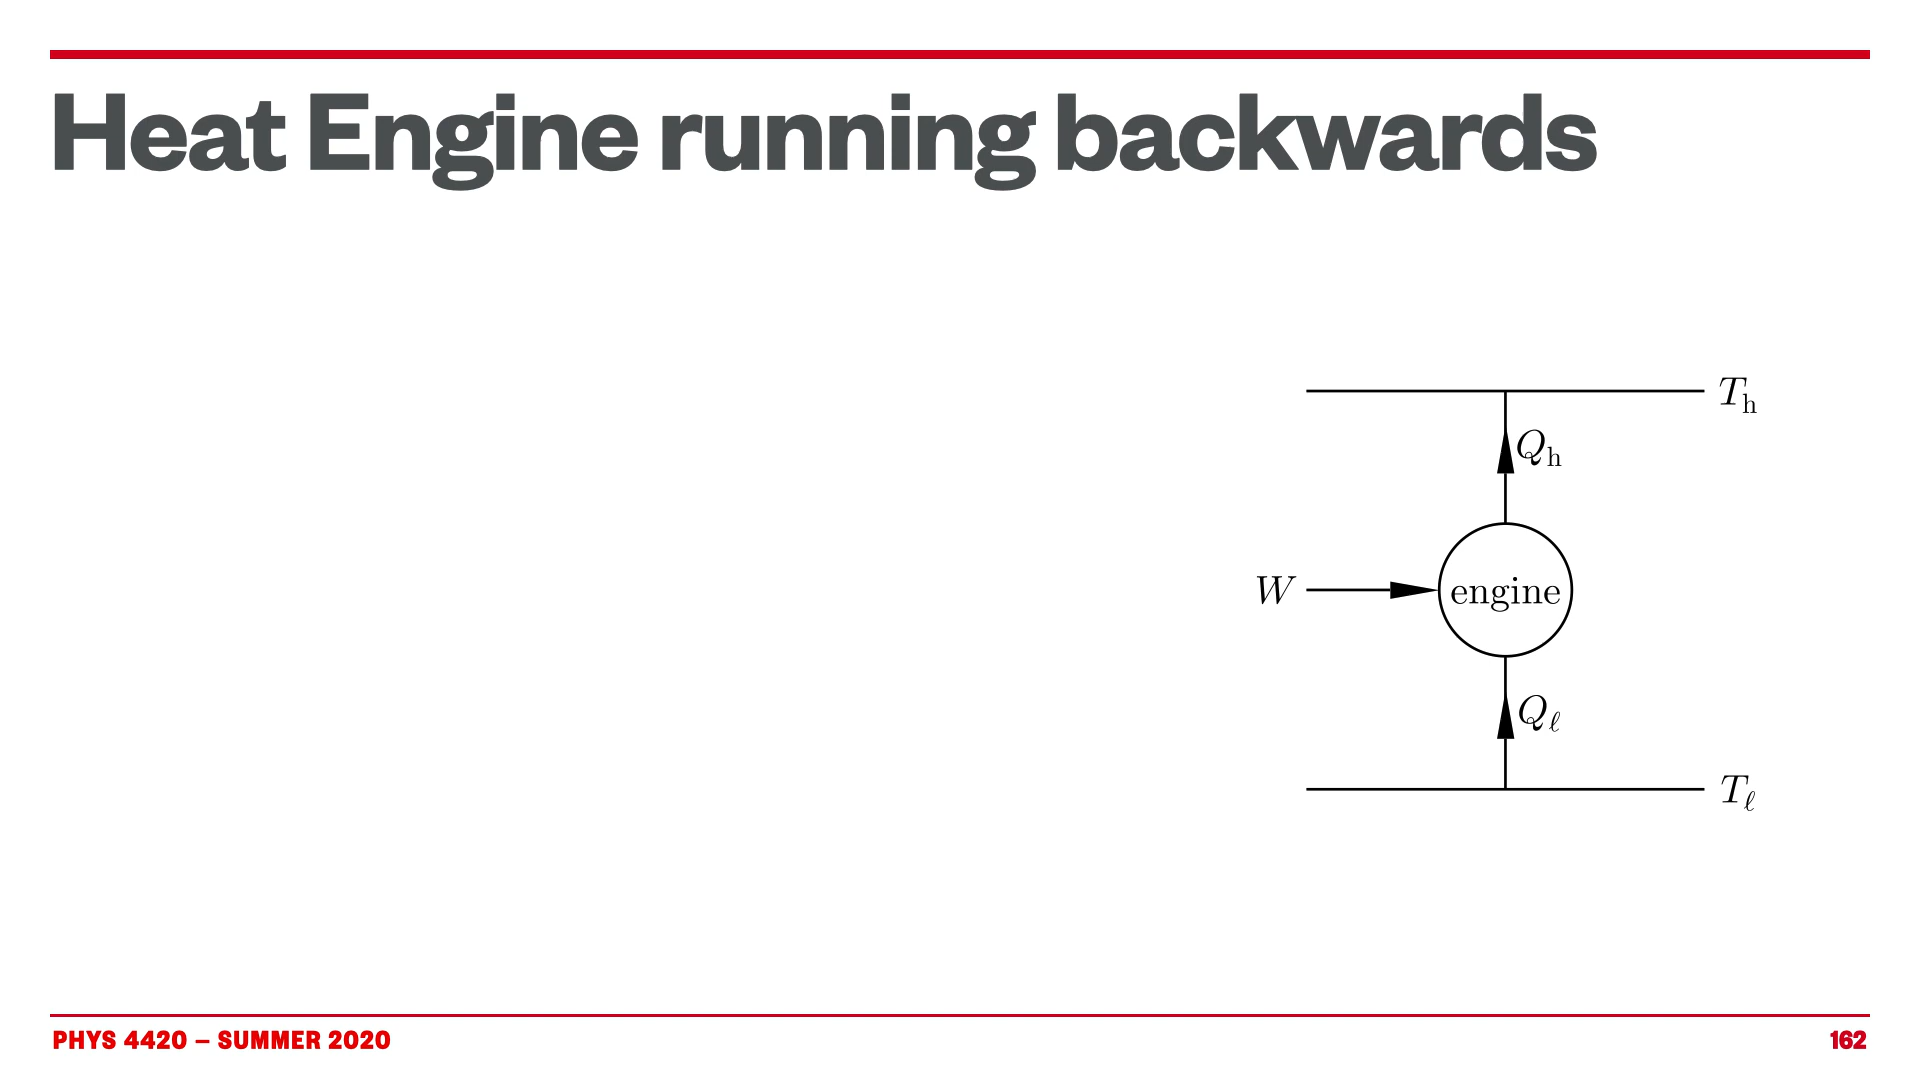 Heat Engine running backwards
T_h
Q_h
W
engine
Q_ℓ
T_ℓ
PHYS 4420 – SUMMER 2020
162